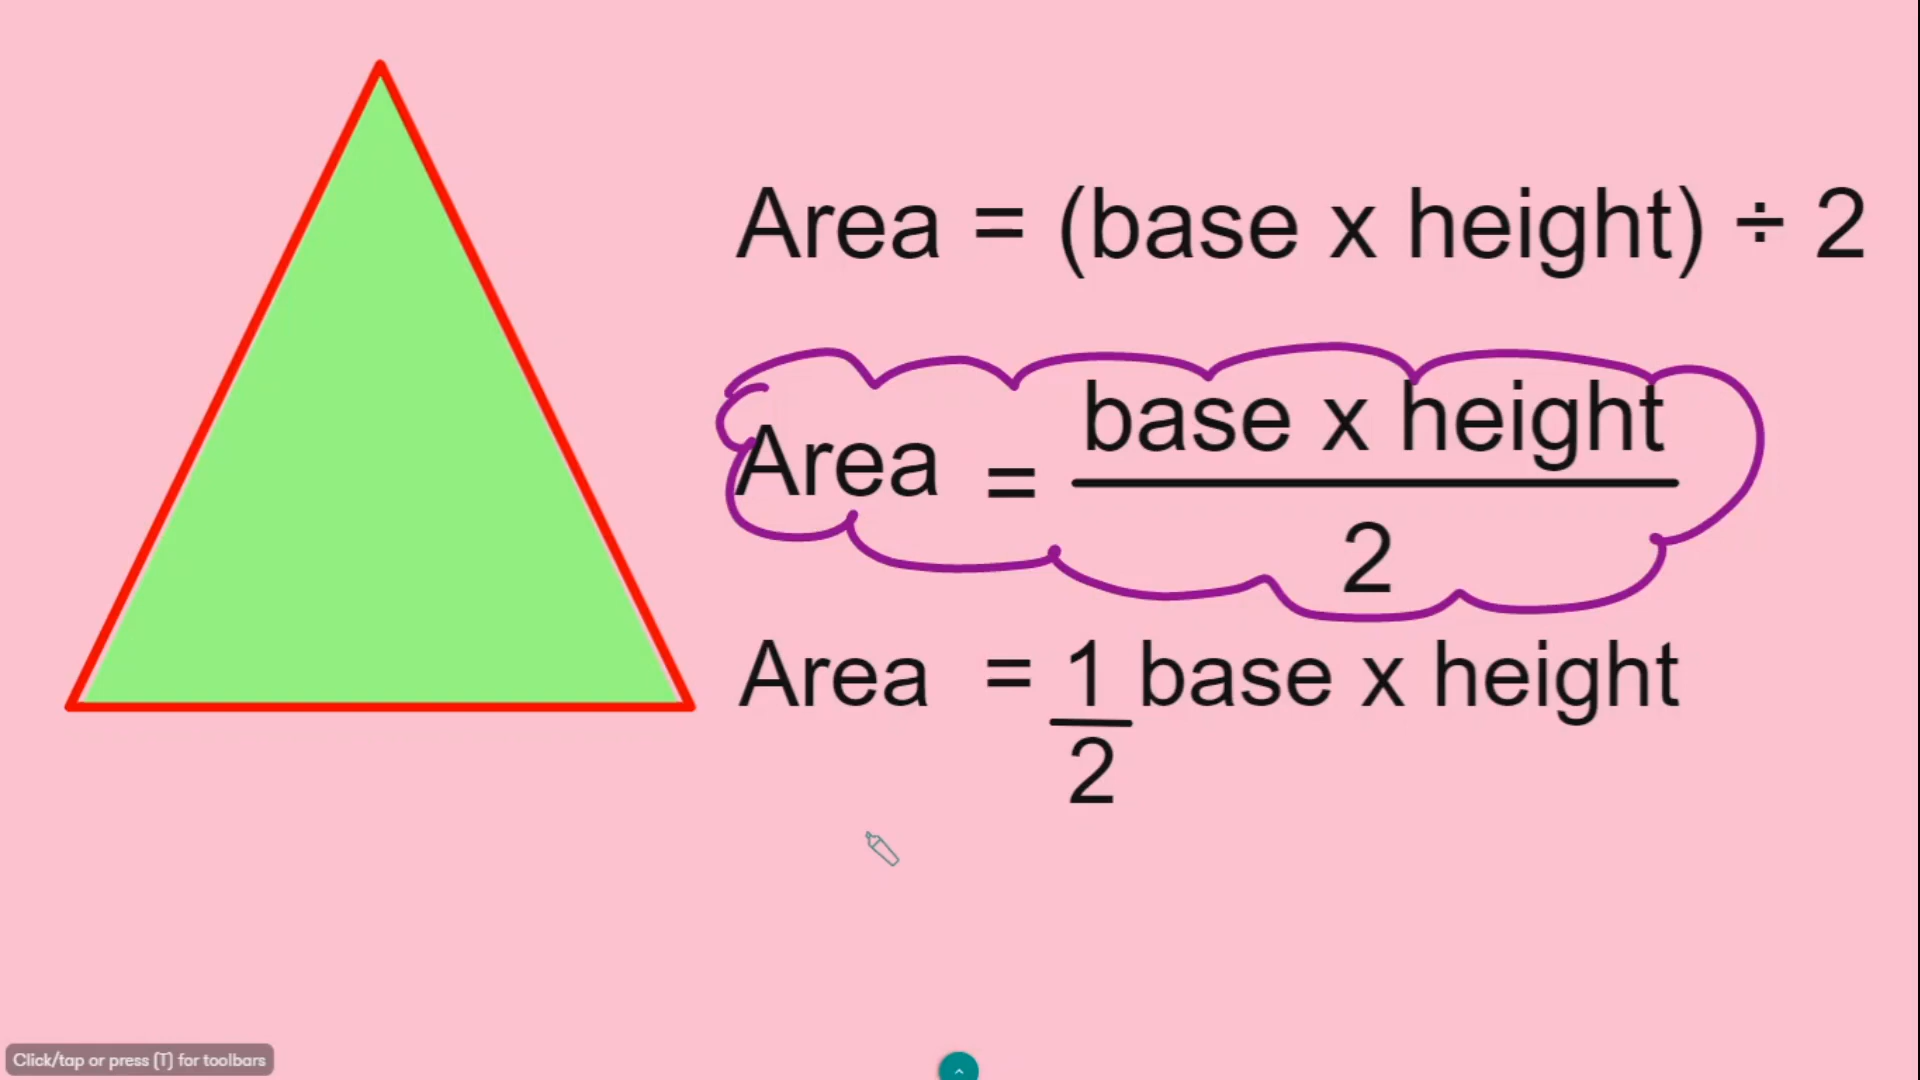 Area = (base x height) ÷ 2
base x height
Area =
2
Area = 1 base x height
2
Click/tap or press (T) for toolbars